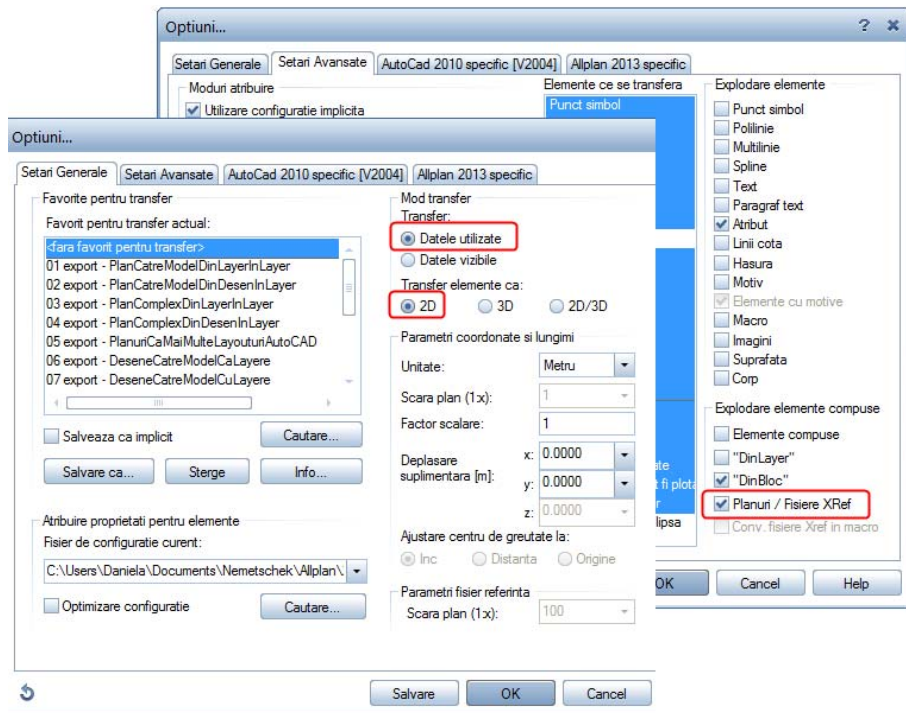 Optiuni...
Setari Generale
Setari Avansate
AutoCad 2010 specific [V2004]
Allplan 2013 specific
Moduri atribuire
Utilizare configuratie implicita
Elemente ce se transfera
Punct simbol
Explodare elemente
Punct simbol
Polilinie
Multilinie
Spline
Text
Paragraf text
Atribut
Linii cota
Hasura
Motiv
Elemente cu motive
Macro
Imagini
Suprafata
Corp
Explodare elemente compuse
Elemente compuse
"DinLayer"
"DinBloc"
Planuri / Fisiere XRef
Conv. fisiere Xref in macro
OK
Cancel
Help
Optiuni...
Setari Generale
Setari Avansate
AutoCad 2010 specific [V2004]
Allplan 2013 specific
Favorite pentru transfer
Favorit pentru transfer actual:
<fara favorit pentru transfer>
01 export - PlanCatreModelDinLayerInLayer
02 export - PlanCatreModelDinDesenInLayer
03 export - PlanComplexDinLayerInLayer
04 export - PlanComplexDinDesenInLayer
05 export - PlanuriCaMaiMulteLayouturiAutoCAD
06 export - DeseneCatreModelCaLayere
07 export - DeseneCatreModelCuLayere
Salveaza ca implicit
Cautare...
Salvare ca...
Sterge
Info...
Atribuire proprietati pentru elemente
Fisier de configuratie curent:
C:\Users\Daniela\Documents\Nemetschek\Allplan\
Optimizare configuratie
Cautare...
Mod transfer
Transfer:
Datele utilizate
Datele vizibile
Transfer elemente ca:
2D
3D
2D/3D
Parametri coordonate si lungimi
Unitate:
Metru
Scara plan (1:x):
1
Factor scalare:
1
Deplasare suplimentara [m]:
x: 0.0000
y: 0.0000
z: 0.0000
Ajustare centru de greutate la:
Inc
Distanta
Origine
Parametri fisier referinta
Scara plan (1:x):
100
Salvare
OK
Cancel